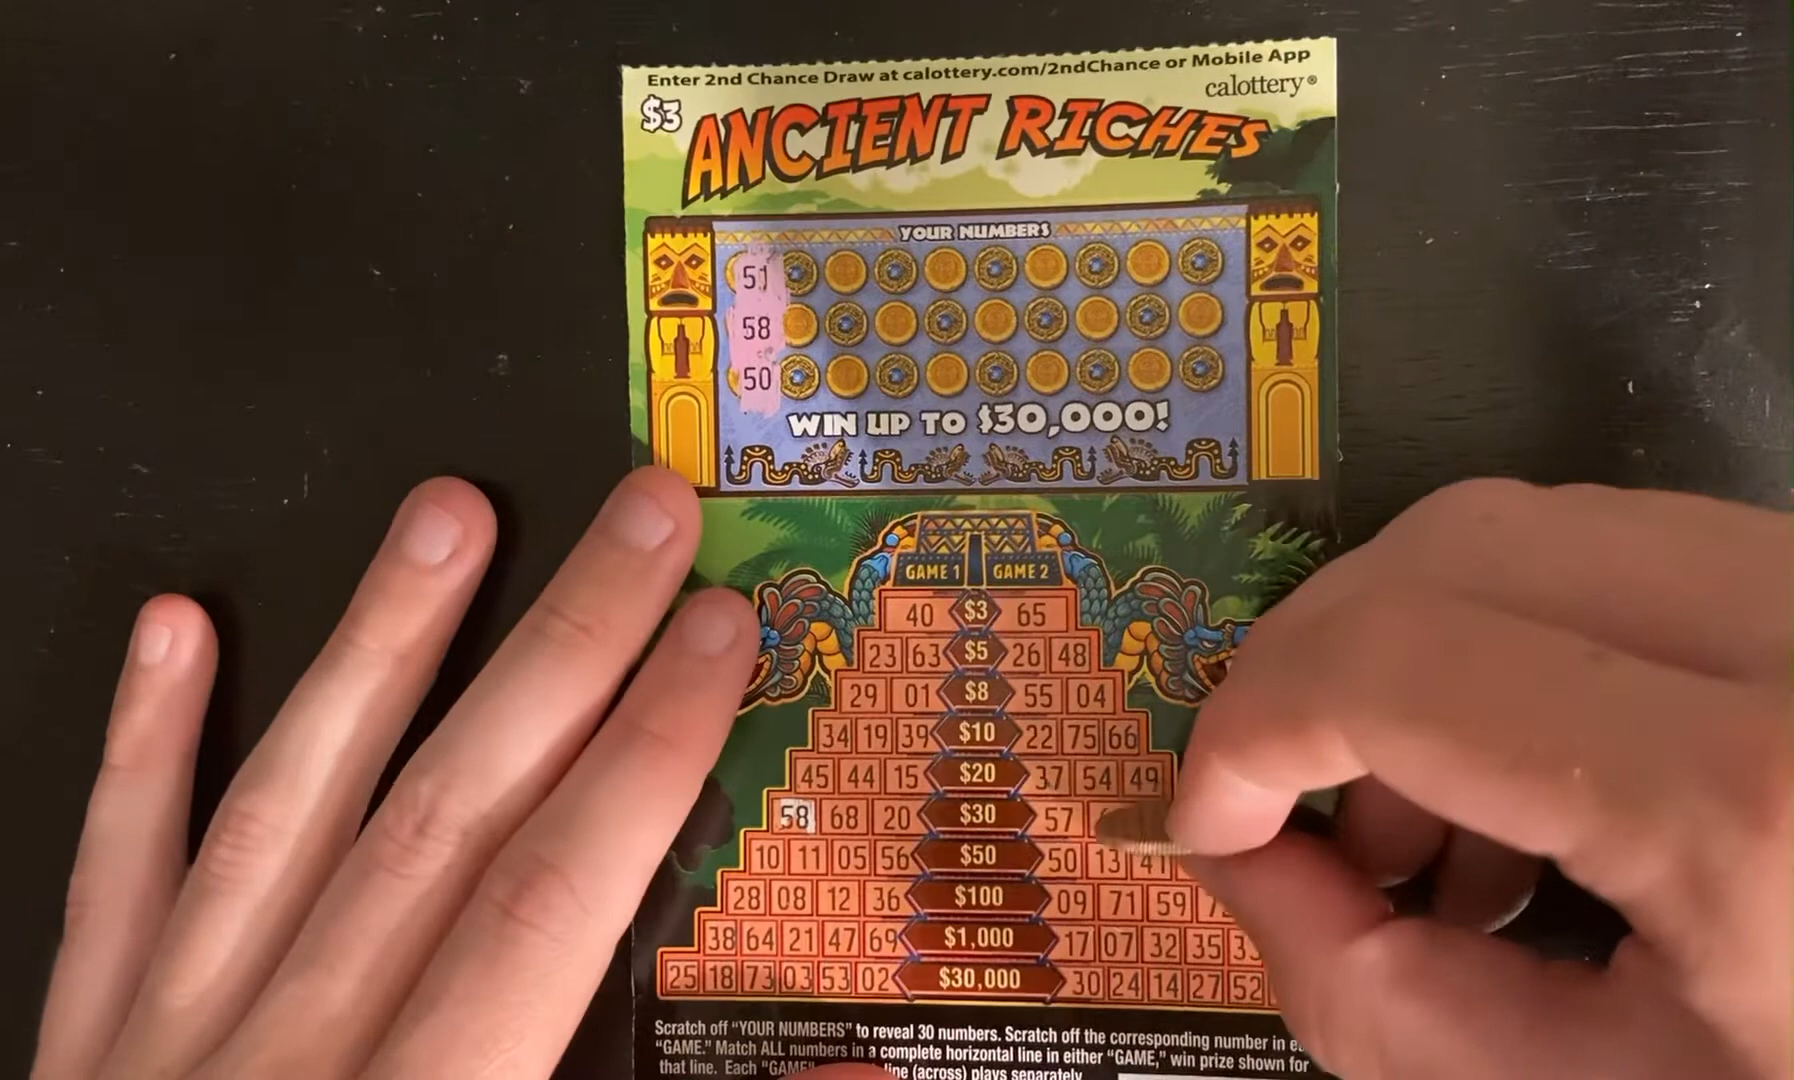 Enter 2nd Chance Draw at calottery.com/2ndChance or Mobile App
calottery®
$3
ANCIENT RICHES
YOUR NUMBERS
51
58
50
WIN UP TO $30,000!
GAME 1 GAME 2
40 $3 65
23 63 $5 26 48
29 01 $8 55 04
34 19 39 $10 22 75 66
45 44 15 $20 37 54 49
58 68 20 $30 57
10 11 05 56 $50 50 13 41
28 08 12 36 $100 09 71 59
38 64 21 47 69 $1,000 17 07 32 35
25 18 73 03 53 02 $30,000 30 24 14 27 52
Scratch off “YOUR NUMBERS” to reveal 30 numbers. Scratch off the corresponding number in
“GAME.” Match ALL numbers in a complete horizontal line in either “GAME,” win prize shown for
that line. Each “GAME” line (across) plays separately